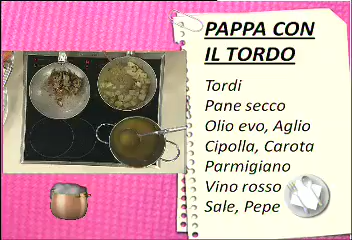 PAPPA CON
IL TORDO
Tordi
Pane secco
Olio evo, Aglio
Cipolla, Carota
Parmigiano
Vino rosso
Sale, Pepe